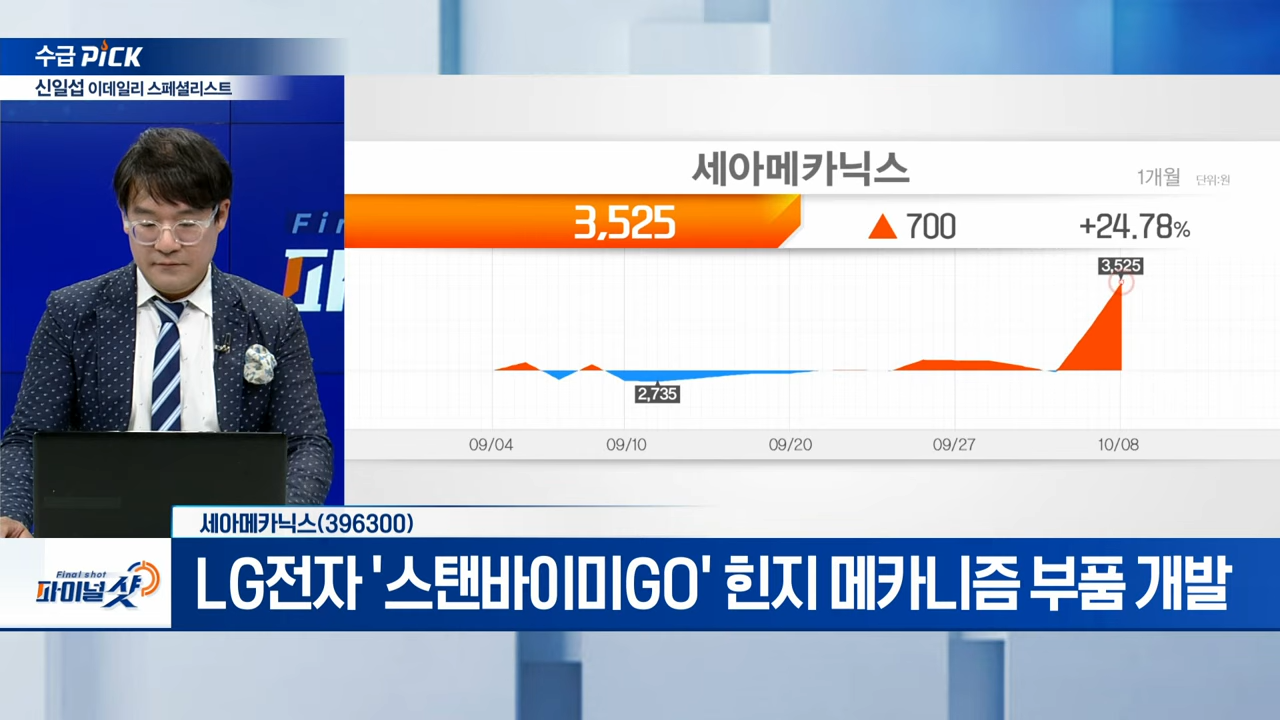 수급 PiCK
신일섭 이데일리 스페셜리스트
Fin
파
세아메카닉스
1개월 단위:원
3,525 ▲ 700 +24.78%
3,525
2,735
09/04 09/10 09/20 09/27 10/08
세아메카닉스(396300)
Final shot
파이널샷
LG전자 '스탠바이미GO' 힌지 메카니즘 부품 개발